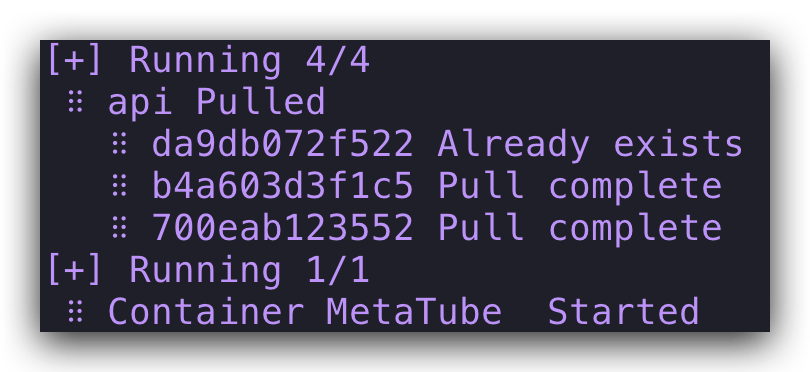 [+] Running 4/4
 ⠿ api Pulled
   ⠿ da9db072f522 Already exists
   ⠿ b4a603d3f1c5 Pull complete
   ⠿ 700eab123552 Pull complete
[+] Running 1/1
 ⠿ Container MetaTube  Started